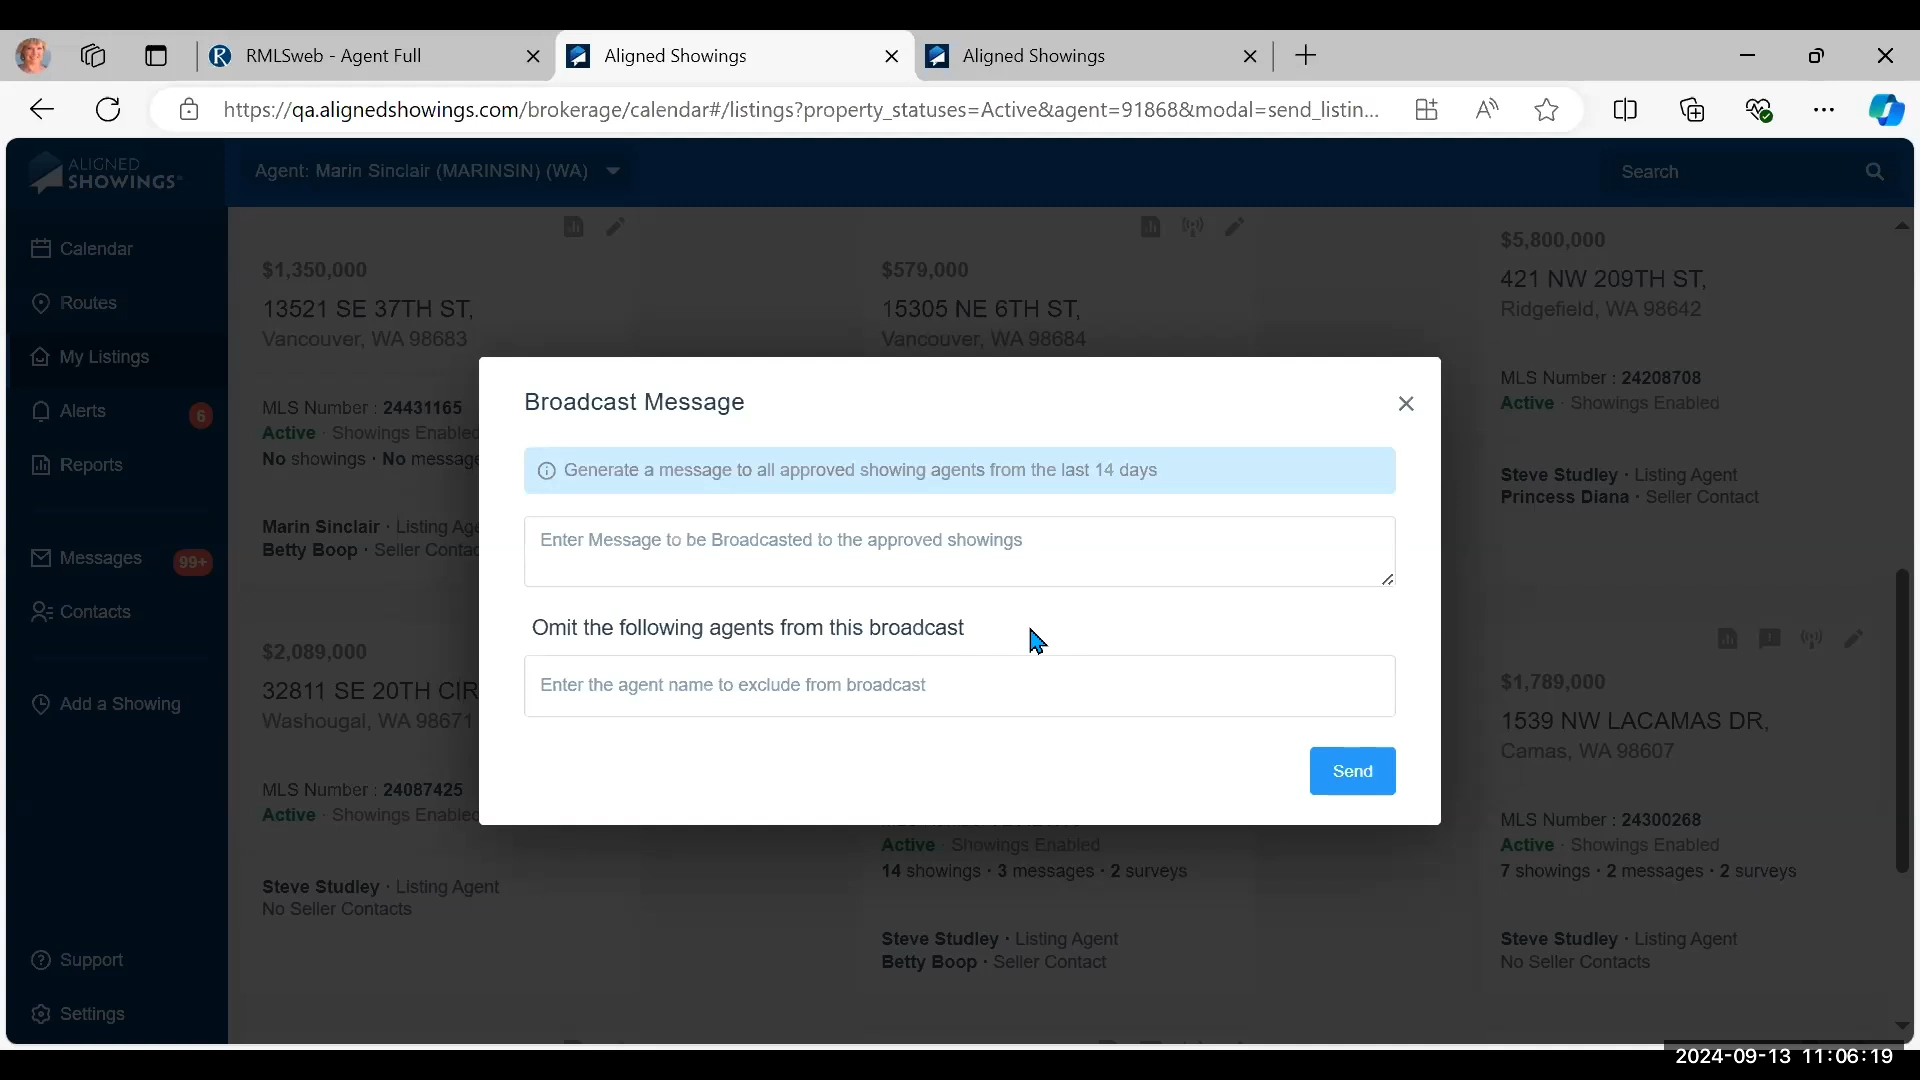 RMLSweb - Agent Full
Aligned Showings
Aligned Showings
https://qa.alignedshowings.com/brokerage/calendar#/listings?property_statuses=Active&agent=91868&modal=send_listin...
ALIGNED
SHOWINGS
Agent: Marin Sinclair (MARINSIN) (WA)
Search
Calendar
Routes
My Listings
Alerts
6
Reports
Messages
99+
Contacts
Add a Showing
Support
Settings
$1,350,000
13521 SE 37TH ST,
Vancouver, WA 98683
MLS Number : 24431165
Active · Showings Enabled
No showings · No message
Marin Sinclair · Listing Age
Betty Boop · Seller Contac
$579,000
15305 NE 6TH ST,
Vancouver, WA 98684
$5,800,000
421 NW 209TH ST,
Ridgefield, WA 98642
MLS Number : 24208708
Active · Showings Enabled
Steve Studley · Listing Agent
Princess Diana · Seller Contact
Broadcast Message
Generate a message to all approved showing agents from the last 14 days
Enter Message to be Broadcasted to the approved showings
Omit the following agents from this broadcast
Enter the agent name to exclude from broadcast
Send
$2,089,000
32811 SE 20TH CIR
Washougal, WA 98671
MLS Number : 24087425
Active · Showings Enabled
Steve Studley · Listing Agent
No Seller Contacts
Active · Showings Enabled
14 showings · 3 messages · 2 surveys
Steve Studley · Listing Agent
Betty Boop · Seller Contact
$1,789,000
1539 NW LACAMAS DR,
Camas, WA 98607
MLS Number : 24300268
Active · Showings Enabled
7 showings · 2 messages · 2 surveys
Steve Studley · Listing Agent
No Seller Contacts
2024-09-13 11:06:19